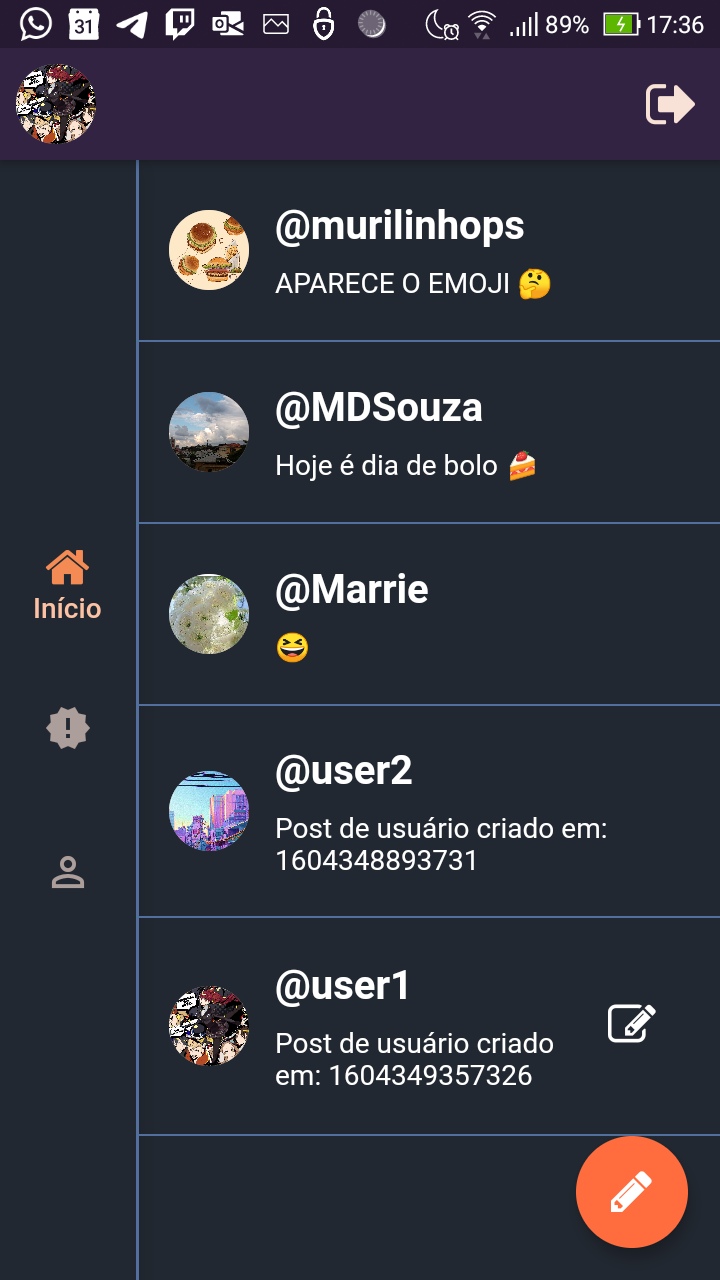 31
89%
17:36
@murilinhops
APARECE O EMOJI 🤔
@MDSouza
Hoje é dia de bolo 🍰
@Marrie
😆
Início
@user2
Post de usuário criado em:
1604348893731
@user1
Post de usuário criado
em: 1604349357326